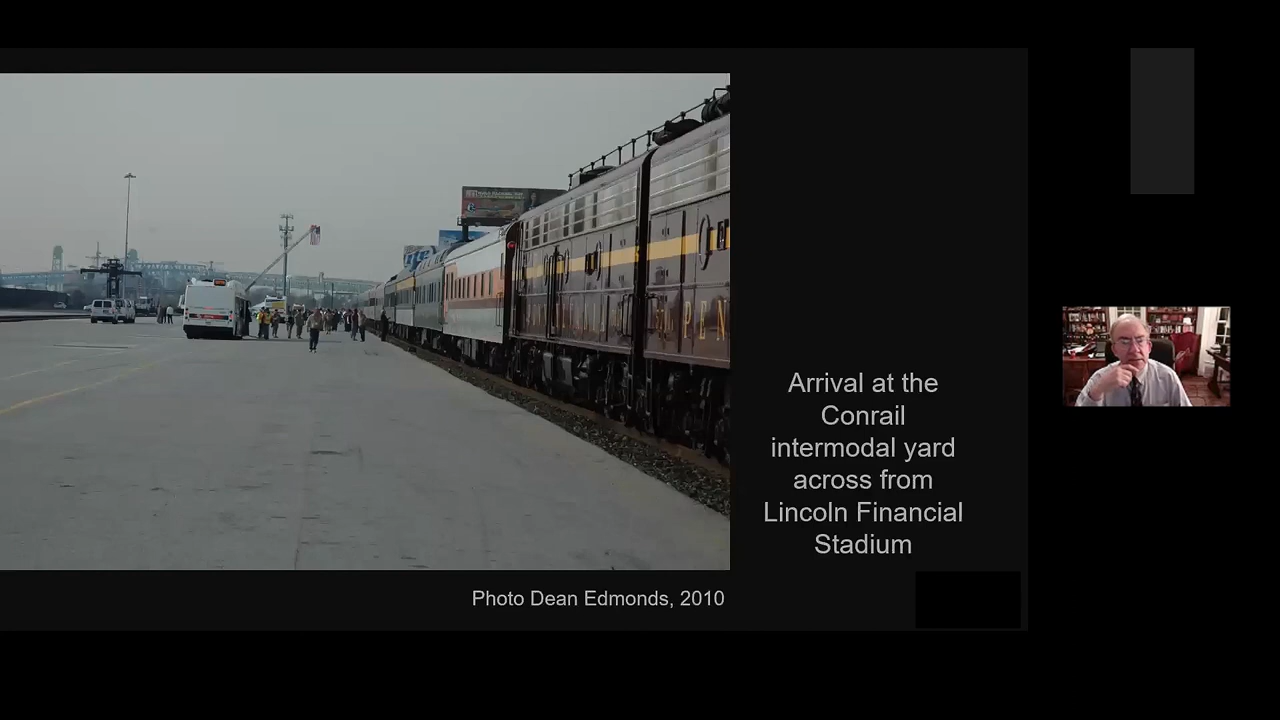 Arrival at the
Conrail
intermodal yard
across from
Lincoln Financial
Stadium
Photo Dean Edmonds, 2010